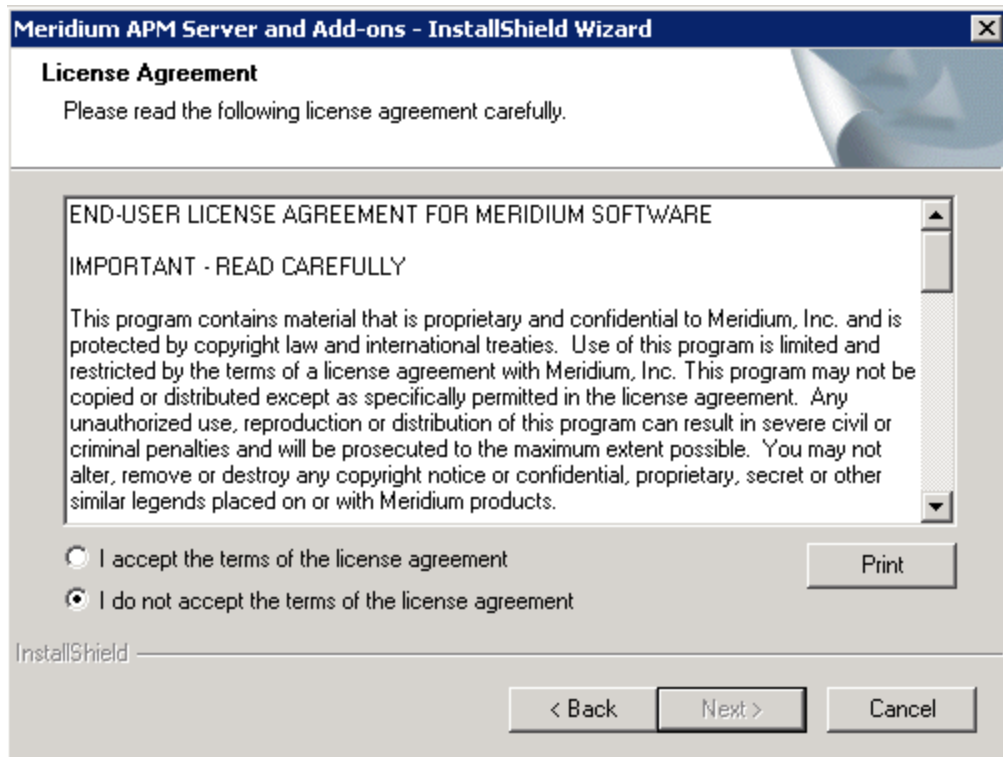 Meridium APM Server and Add-ons - InstallShield Wizard
License Agreement
Please read the following license agreement carefully.
END-USER LICENSE AGREEMENT FOR MERIDIUM SOFTWARE
IMPORTANT - READ CAREFULLY
This program contains material that is proprietary and confidential to Meridium, Inc. and is
protected by copyright law and international treaties.  Use of this program is limited and
restricted by the terms of a license agreement with Meridium, Inc. This program may not be
copied or distributed except as specifically permitted in the license agreement.  Any
unauthorized use, reproduction or distribution of this program can result in severe civil or
criminal penalties and will be prosecuted to the maximum extent possible.  You may not
alter, remove or destroy any copyright notice or confidential, proprietary, secret or other
similar legends placed on or with Meridium products.
I accept the terms of the license agreement
Print
I do not accept the terms of the license agreement
InstallShield
< Back
Next >
Cancel